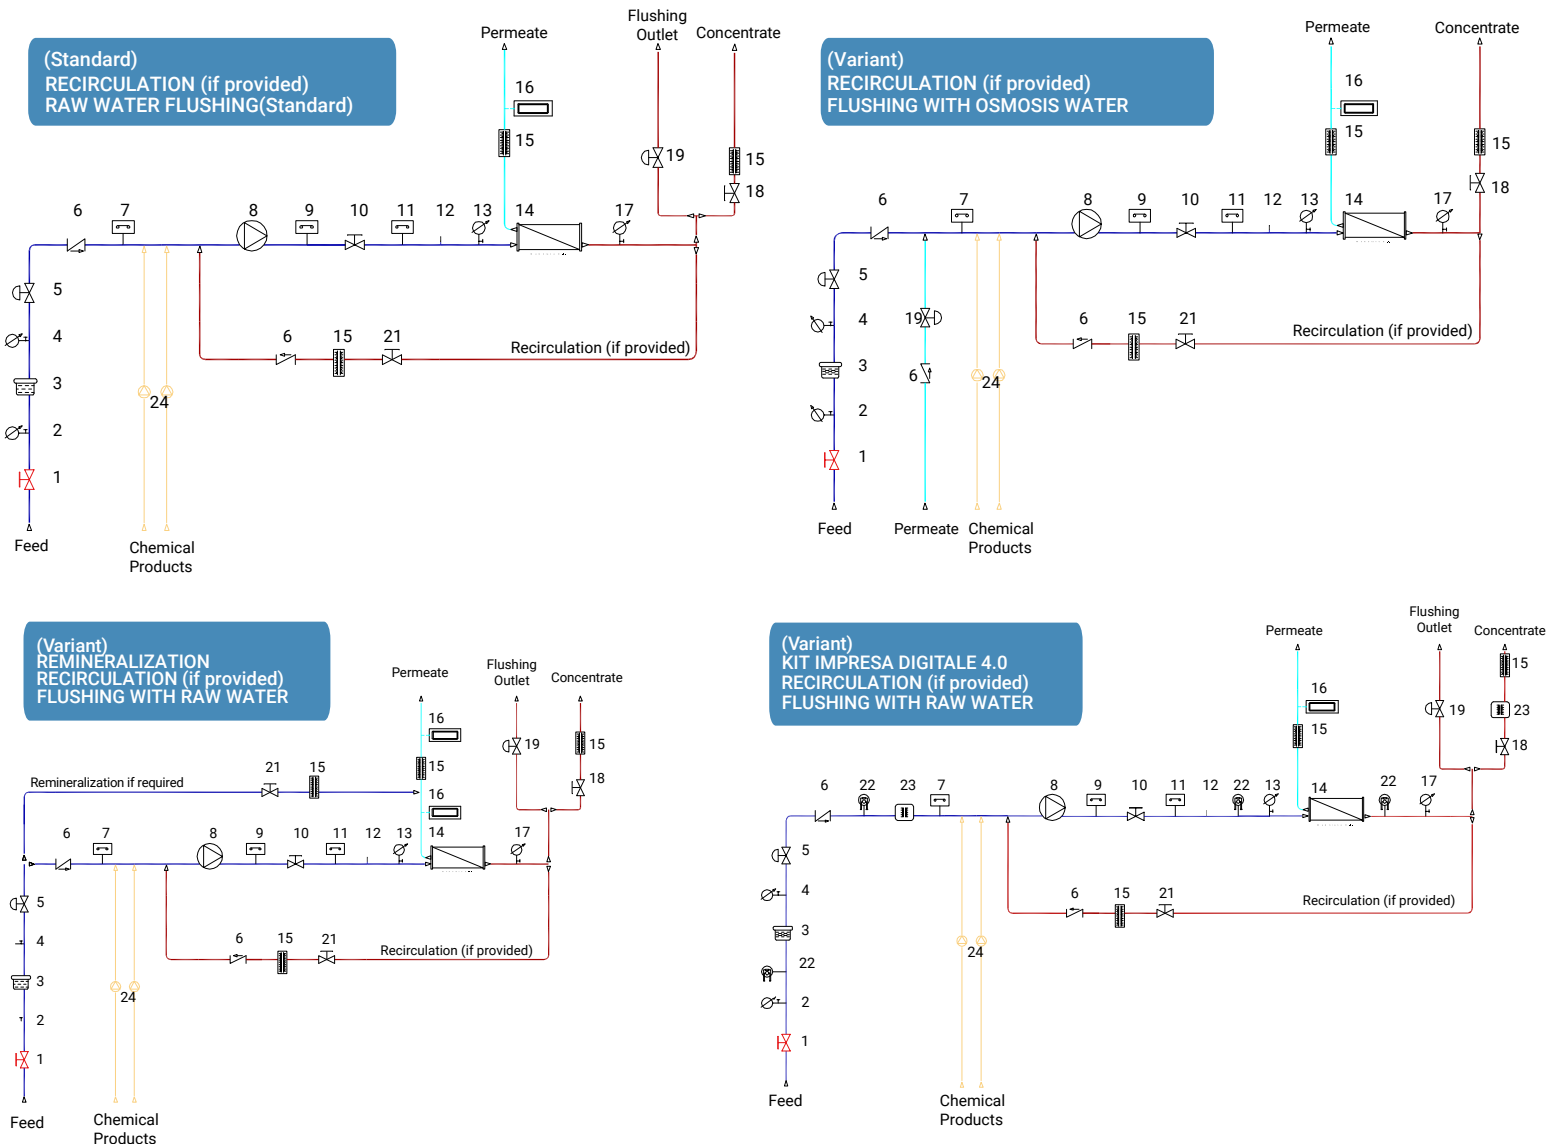 (Standard)
RECIRCULATION (if provided)
RAW WATER FLUSHING(Standard)
Permeate
Flushing
Outlet
Concentrate
16
15
19
15
18
6
7
8
9
10
11
12
13
14
17
5
4
3
2
1
6
15
21
Recirculation (if provided)
24
Feed
Chemical
Products
(Variant)
RECIRCULATION (if provided)
FLUSHING WITH OSMOSIS WATER
Permeate
Concentrate
16
15
15
18
6
7
8
9
10
11
12
13
14
17
5
4
3
2
1
19
6
24
6
15
21
Recirculation (if provided)
Feed
Permeate
Chemical
Products
(Variant)
REMINERALIZATION
RECIRCULATION (if provided)
FLUSHING WITH RAW WATER
Permeate
Flushing
Outlet
Concentrate
16
15
16
19
15
18
Remineralization if required
21
15
6
7
8
9
10
11
12
13
14
17
5
4
3
2
1
6
15
21
Recirculation (if provided)
24
Feed
Chemical
Products
(Variant)
KIT IMPRESA DIGITALE 4.0
RECIRCULATION (if provided)
FLUSHING WITH RAW WATER
Permeate
Flushing
Outlet
Concentrate
16
15
19
15
23
18
6
22
23
7
8
9
10
11
12
22
13
14
22
17
5
4
3
22
2
1
6
15
21
Recirculation (if provided)
24
Feed
Chemical
Products